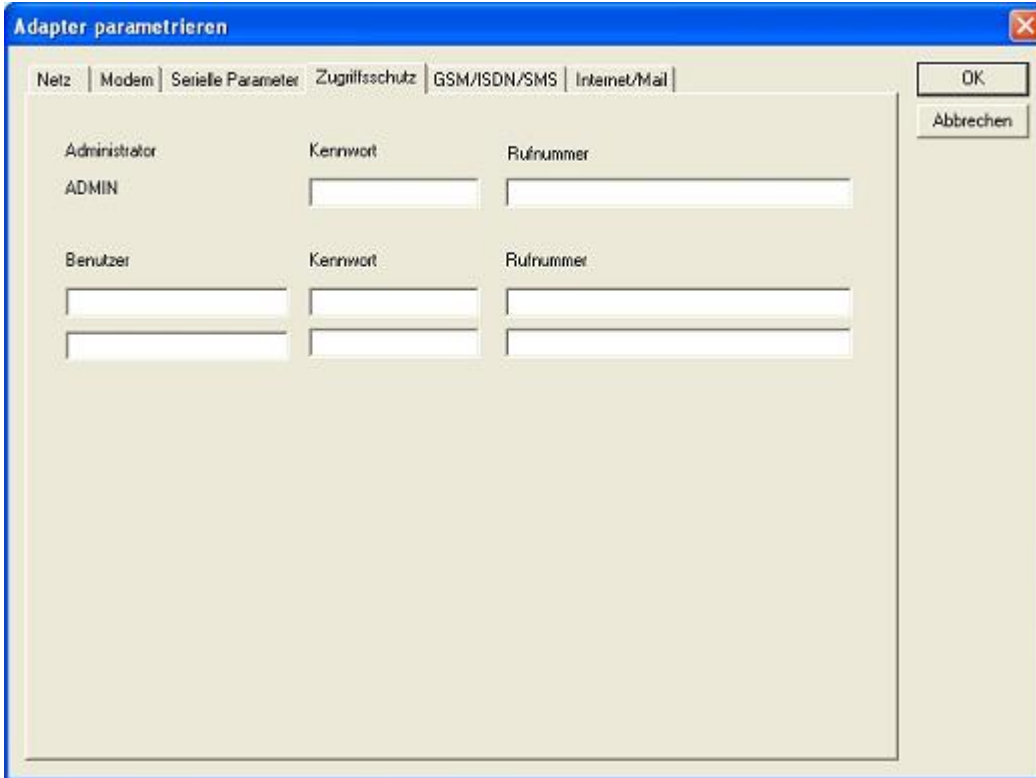 Adapter parametrieren
Netz Modem Serielle Parameter Zugriffsschutz GSM/ISDN/SMS Internet/Mail
OK
Abbrechen
Administrator Kennwort Rufnummer
ADMIN
Benutzer Kennwort Rufnummer